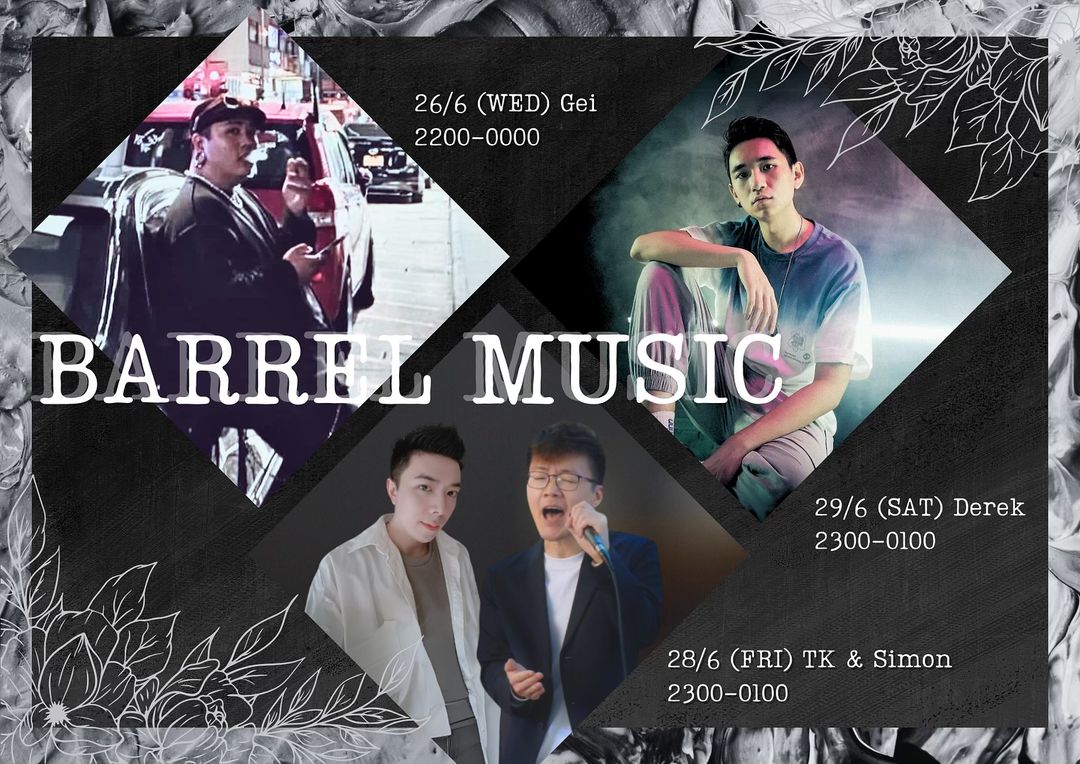 26/6 (WED) Gei
2200-0000
BARREL MUSIC
29/6 (SAT) Derek
2300-0100
28/6 (FRI) TK & Simon
2300-0100